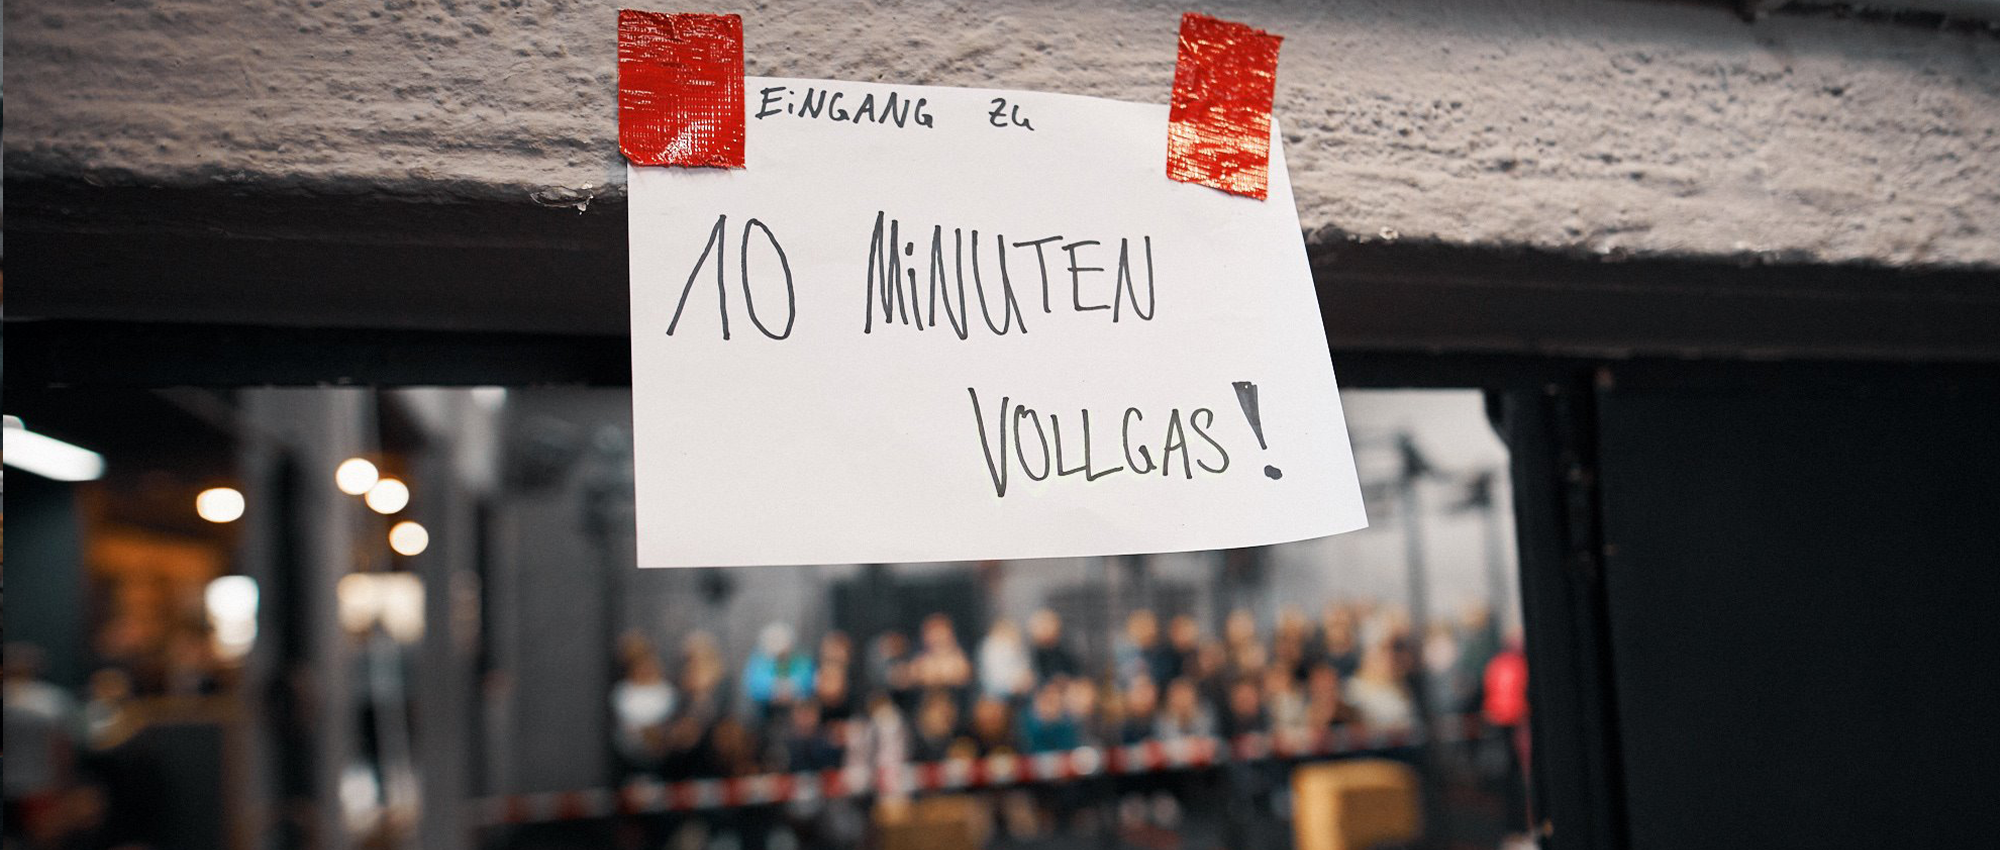 EiNGANG ZU
10 MiNUTEN
VOLLGAS!